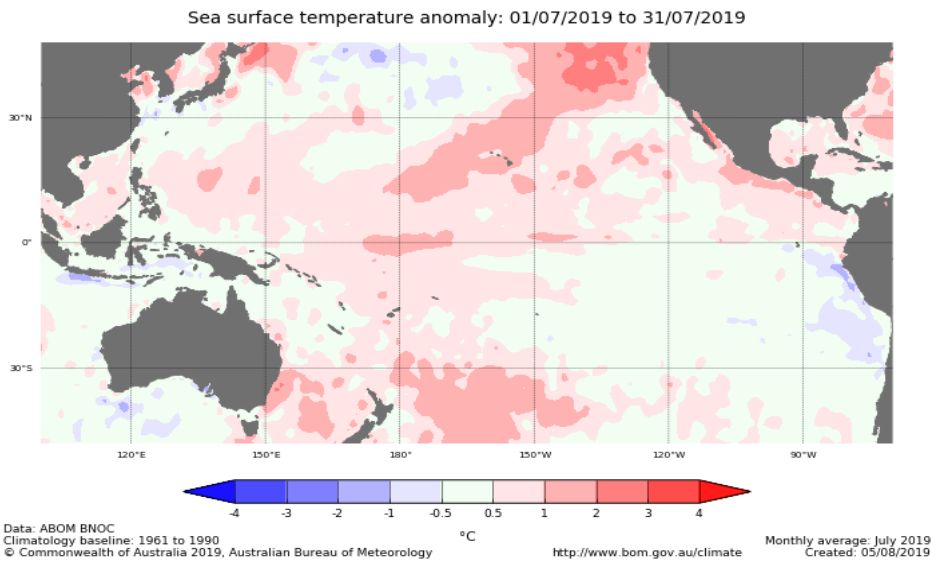 Sea surface temperature anomaly: 01/07/2019 to 31/07/2019
30°N
0°
30°S
120°E 150°E 180° 150°W 120°W 90°W
-4 -3 -2 -1 -0.5 0.5 1 2 3 4
°C
Data: ABOM BNOC
Climatology baseline: 1961 to 1990
© Commonwealth of Australia 2019, Australian Bureau of Meteorology
http://www.bom.gov.au/climate
Monthly average: July 2019
Created: 05/08/2019